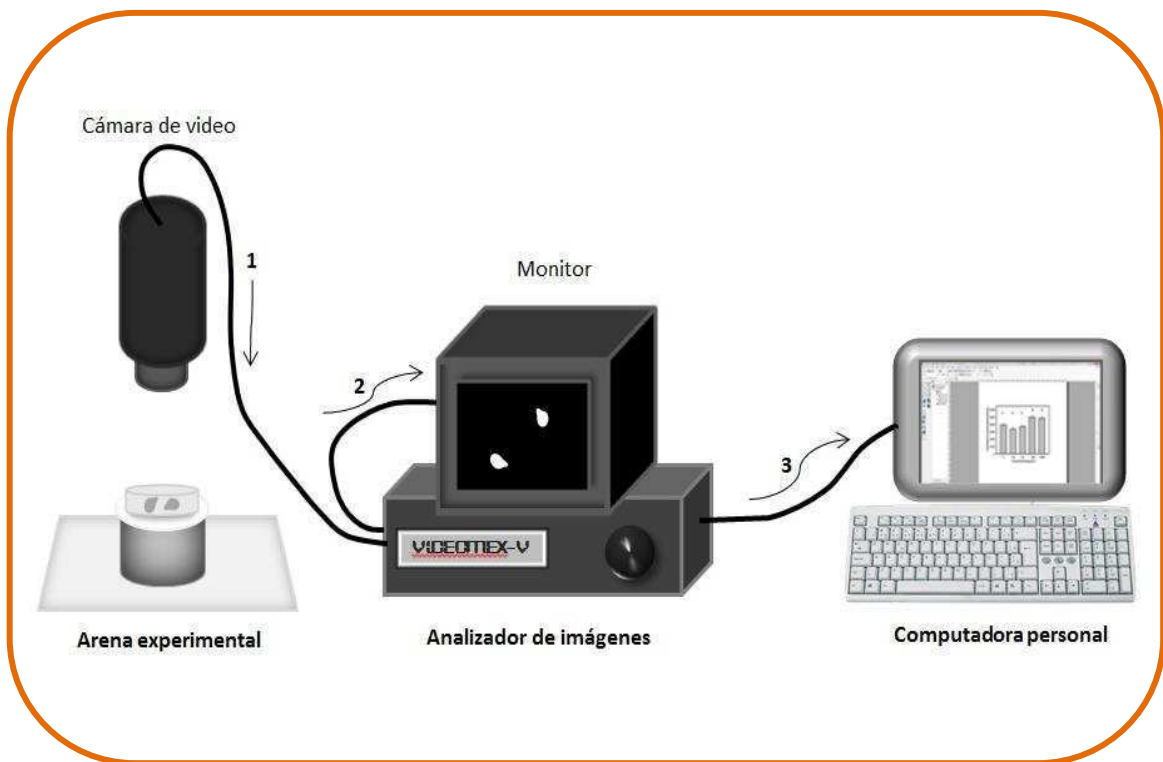 Cámara de video
1
Monitor
2
3
VIDEOMEX-V
Arena experimental
Analizador de imágenes
Computadora personal